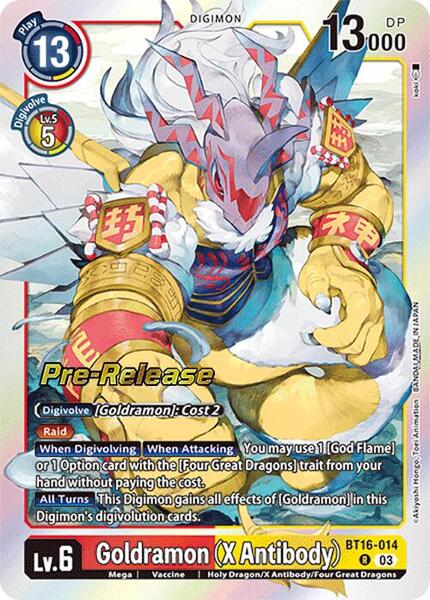 Play
13
DIGIMON
DP
13000
Digivolve
Lv.5
5
koki
封
神
Pre-Release
Digivolve [Goldramon]: Cost 2
Raid
When Digivolving When Attacking You may use 1 [God Flame]
or 1 Option card with the [Four Great Dragons] trait from your
hand without paying the cost.
All Turns This Digimon gains all effects of [Goldramon] in this
Digimon's digivolution cards.
©Akiyoshi Hongo, Toei Animation BANDAI,MADE IN JAPAN
Lv.6
Goldramon (X Antibody)
BT16-014
R 03
Mega | Vaccine | Holy Dragon/X Antibody/Four Great Dragons